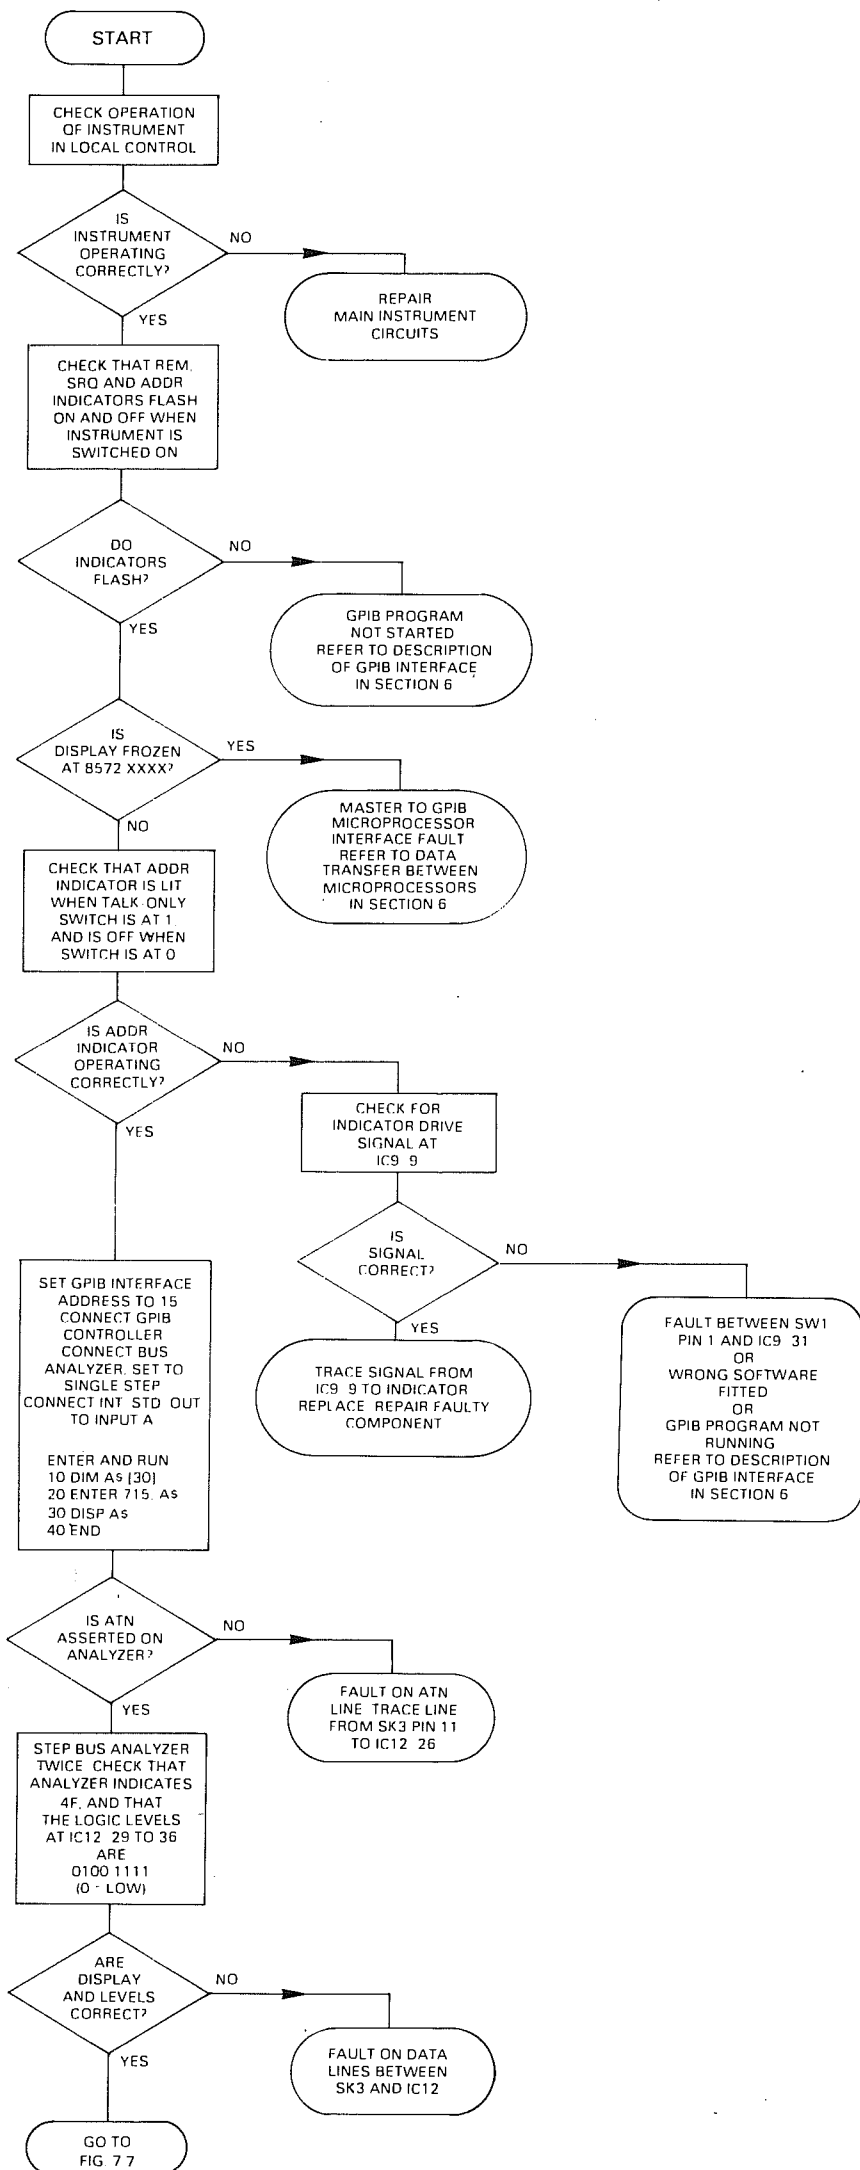 START
CHECK OPERATION
OF INSTRUMENT
IN LOCAL CONTROL
IS
INSTRUMENT
OPERATING
CORRECTLY?
NO
REPAIR
MAIN INSTRUMENT
CIRCUITS
YES
CHECK THAT REM,
SRQ AND ADDR
INDICATORS FLASH
ON AND OFF WHEN
INSTRUMENT IS
SWITCHED ON
DO
INDICATORS
FLASH?
NO
GPIB PROGRAM
NOT STARTED
REFER TO DESCRIPTION
OF GPIB INTERFACE
IN SECTION 6
YES
IS
DISPLAY FROZEN
AT 8572 XXXX?
YES
MASTER TO GPIB
MICROPROCESSOR
INTERFACE FAULT
REFER TO DATA
TRANSFER BETWEEN
MICROPROCESSORS
IN SECTION 6
NO
CHECK THAT ADDR
INDICATOR IS LIT
WHEN TALK-ONLY
SWITCH IS AT 1,
AND IS OFF WHEN
SWITCH IS AT 0
IS ADDR
INDICATOR
OPERATING
CORRECTLY?
NO
CHECK FOR
INDICATOR DRIVE
SIGNAL AT
IC9 9
YES
IS
SIGNAL
CORRECT?
NO
FAULT BETWEEN SW1
PIN 1 AND IC9 31
OR
WRONG SOFTWARE
FITTED
OR
GPIB PROGRAM NOT
RUNNING
REFER TO DESCRIPTION
OF GPIB INTERFACE
IN SECTION 6
YES
TRACE SIGNAL FROM
IC9 9 TO INDICATOR
REPLACE REPAIR FAULTY
COMPONENT
SET GPIB INTERFACE
ADDRESS TO 15
CONNECT GPIB
CONTROLLER
CONNECT BUS
ANALYZER, SET TO
SINGLE STEP
CONNECT INT STD OUT
TO INPUT A
ENTER AND RUN
10 DIM A$ [30]
20 ENTER 715, A$
30 DISP A$
40 END
IS ATN
ASSERTED ON
ANALYZER?
NO
FAULT ON ATN
LINE TRACE LINE
FROM SK3 PIN 11
TO IC12 26
YES
STEP BUS ANALYZER
TWICE CHECK THAT
ANALYZER INDICATES
4F, AND THAT
THE LOGIC LEVELS
AT IC12 29 TO 36
ARE
0100 1111
(0 - LOW)
ARE
DISPLAY
AND LEVELS
CORRECT?
NO
FAULT ON DATA
LINES BETWEEN
SK3 AND IC12
YES
GO TO
FIG. 7.7